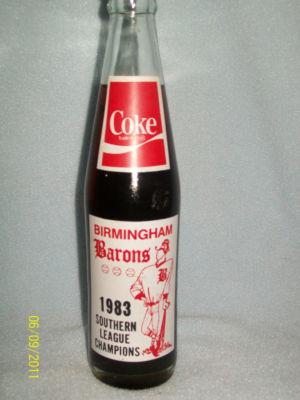 Coke
BIRMINGHAM
Barons
B
1983
SOUTHERN
LEAGUE
CHAMPIONS
06/09/2011